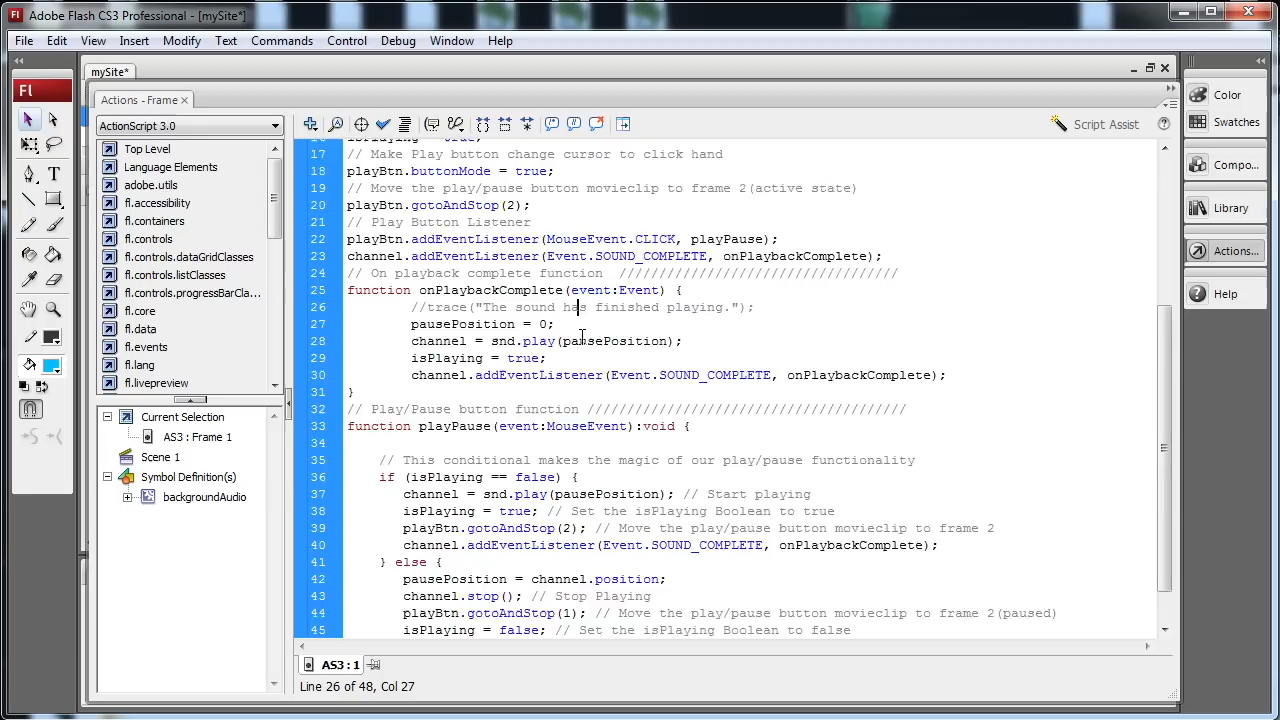 Adobe Flash CS3 Professional - [mySite*]
File Edit View Insert Modify Text Commands Control Debug Window Help
mySite*
Fl
Actions - Frame
ActionScript 3.0
Script Assist
Top Level
Language Elements
adobe.utils
fl.accessibility
fl.containers
fl.controls
fl.controls.dataGridClasses
fl.controls.listClasses
fl.controls.progressBarCla...
fl.core
fl.data
fl.events
fl.lang
fl.livepreview
Current Selection
AS3: Frame 1
Scene 1
Symbol Definition(s)
backgroundAudio
17 // Make Play button change cursor to click hand
18 playBtn.buttonMode = true;
19 // Move the play/pause button movieclip to frame 2(active state)
20 playBtn.gotoAndStop(2);
21 // Play Button Listener
22 playBtn.addEventListener(MouseEvent.CLICK, playPause);
23 channel.addEventListener(Event.SOUND_COMPLETE, onPlaybackComplete);
24 // On playback complete function ///////////////////////////////////
25 function onPlaybackComplete(event:Event) {
26 //trace("The sound has finished playing.");
27 pausePosition = 0;
28 channel = snd.play(pausePosition);
29 isPlaying = true;
30 channel.addEventListener(Event.SOUND_COMPLETE, onPlaybackComplete);
31 }
32 // Play/Pause button function ////////////////////////////////////////
33 function playPause(event:MouseEvent):void {
34
35 // This conditional makes the magic of our play/pause functionality
36 if (isPlaying == false) {
37 channel = snd.play(pausePosition); // Start playing
38 isPlaying = true; // Set the isPlaying Boolean to true
39 playBtn.gotoAndStop(2); // Move the play/pause button movieclip to frame 2
40 channel.addEventListener(Event.SOUND_COMPLETE, onPlaybackComplete);
41 } else {
42 pausePosition = channel.position;
43 channel.stop(); // Stop Playing
44 playBtn.gotoAndStop(1); // Move the play/pause button movieclip to frame 2(paused)
45 isPlaying = false; // Set the isPlaying Boolean to false
AS3:1
Line 26 of 48, Col 27
Color
Swatches
Compo...
Library
Actions...
Help